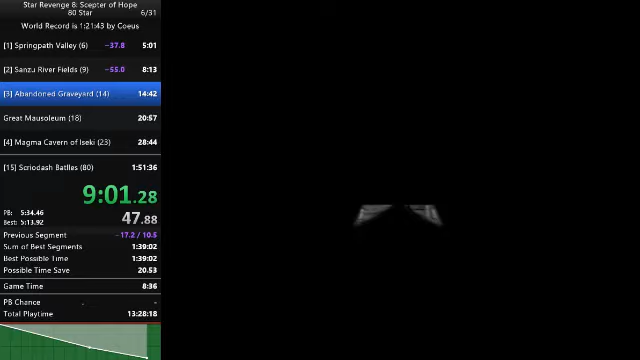 Star Revenge 8: Scepter of Hope
80 Star 6/31
World Record is 1:21:43 by Coeus
[1] Springpath Valley (6) −37.8 5:01
[2] Sanzu River Fields (9) −55.0 8:13
[3] Abandoned Graveyard (14) 14:42
Great Mausoleum (18) 20:57
[4] Magma Cavern of Iseki (23) 28:44
[15] Scriodash Battles (80) 1:51:36
9:01.28
PB: 5:34.46
Best: 5:13.92
47.88
Previous Segment −17.2 / 10.5
Sum of Best Segments 1:39:02
Best Possible Time 1:39:02
Possible Time Save 20.53
Game Time 8:36
PB Chance -
Total Playtime 13:28:18